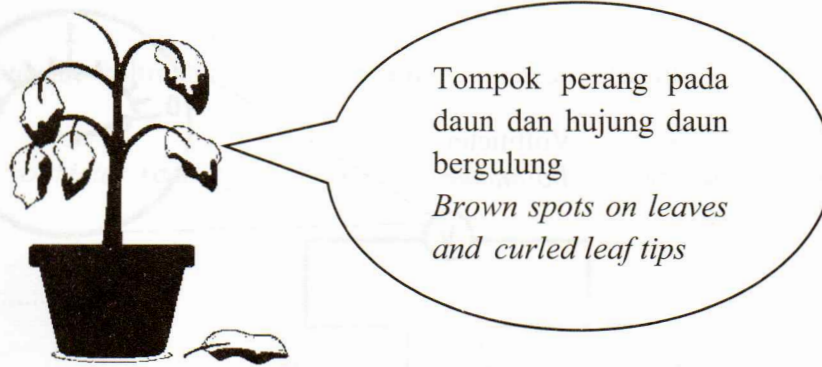 Tompok perang pada
daun dan hujung daun
bergulung
Brown spots on leaves
and curled leaf tips